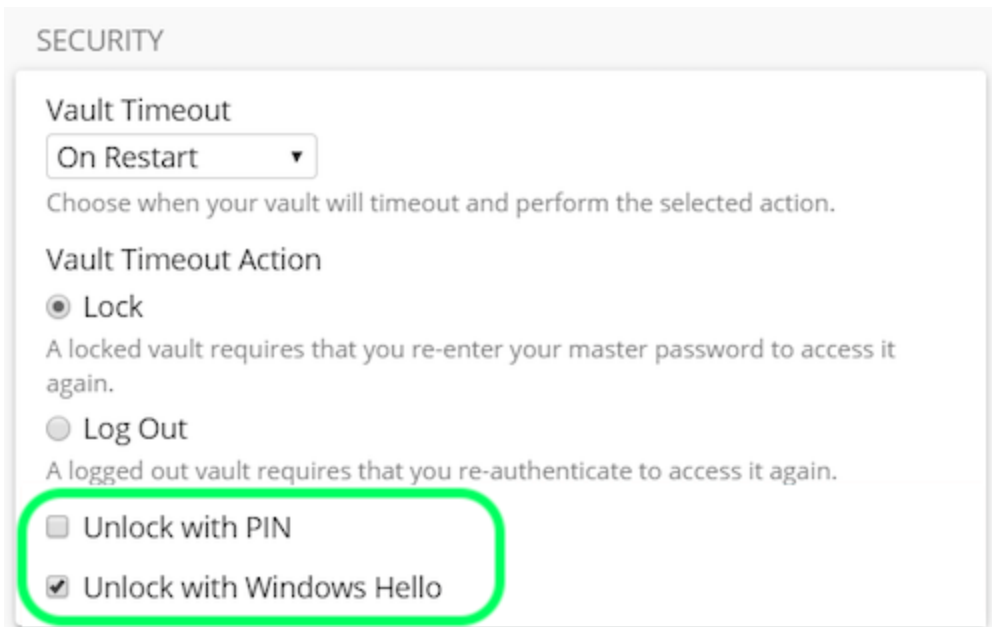 SECURITY
Vault Timeout
On Restart
Choose when your vault will timeout and perform the selected action.
Vault Timeout Action
Lock
A locked vault requires that you re-enter your master password to access it
again.
Log Out
A logged out vault requires that you re-authenticate to access it again.
Unlock with PIN
Unlock with Windows Hello